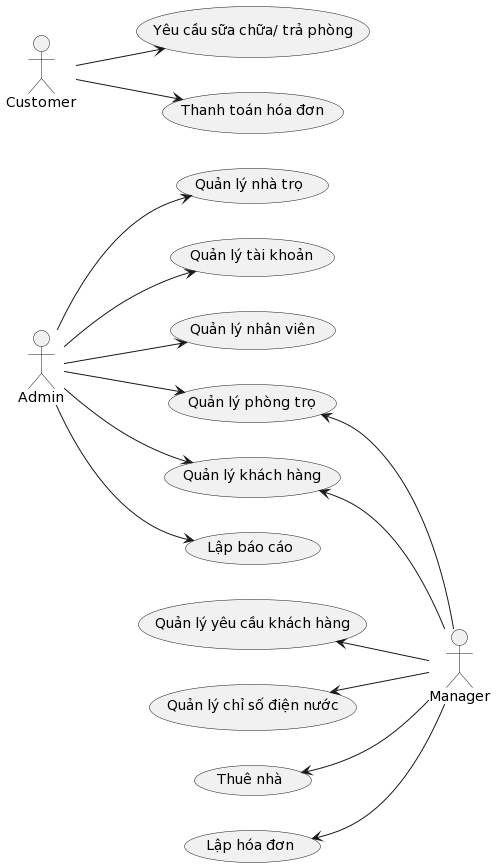 Yêu cầu sữa chữa/ trả phòng
Customer
Thanh toán hóa đơn
Quản lý nhà trọ
Quản lý tài khoản
Quản lý nhân viên
Admin
Quản lý phòng trọ
Quản lý khách hàng
Lập báo cáo
Quản lý yêu cầu khách hàng
Manager
Quản lý chỉ số điện nước
Thuê nhà
Lập hóa đơn